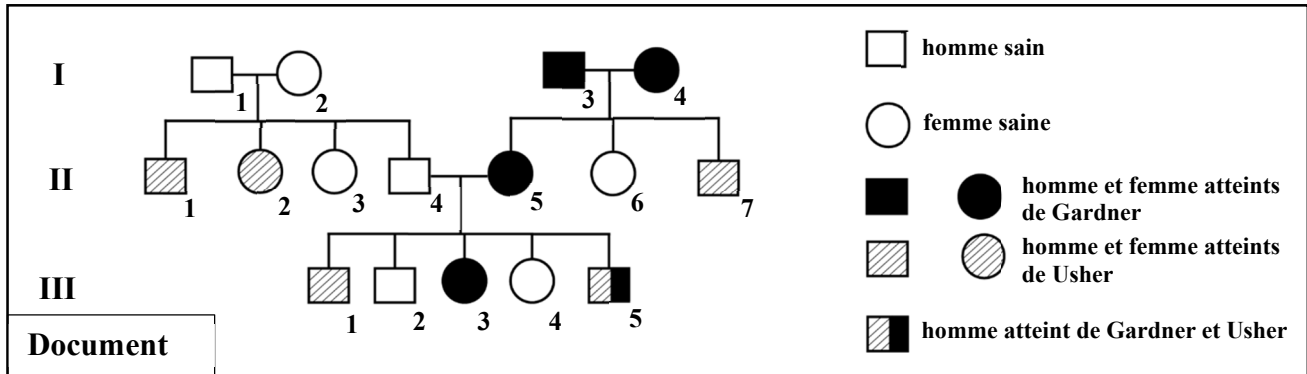 I
1
2
3
4
II
1
2
3
4
5
6
7
III
1
2
3
4
5
Document
homme sain
femme saine
homme et femme atteints
de Gardner
homme et femme atteints
de Usher
homme atteint de Gardner et Usher